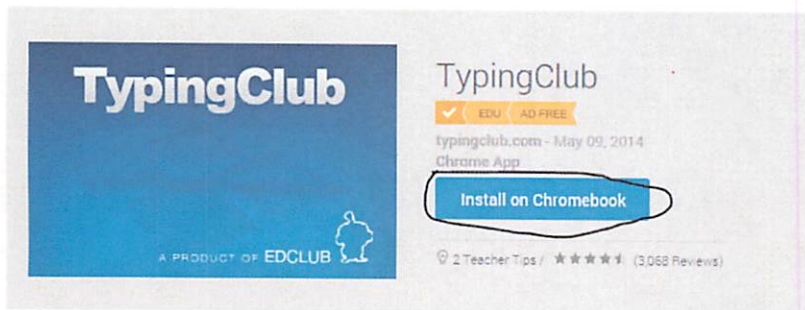 TypingClub
A PRODUCT OF EDCLUB
TypingClub
EDU AD FREE
typingclub.com - May 09, 2014
Chrome App
Install on Chromebook
2 Teacher Tips / (3,068 Reviews)